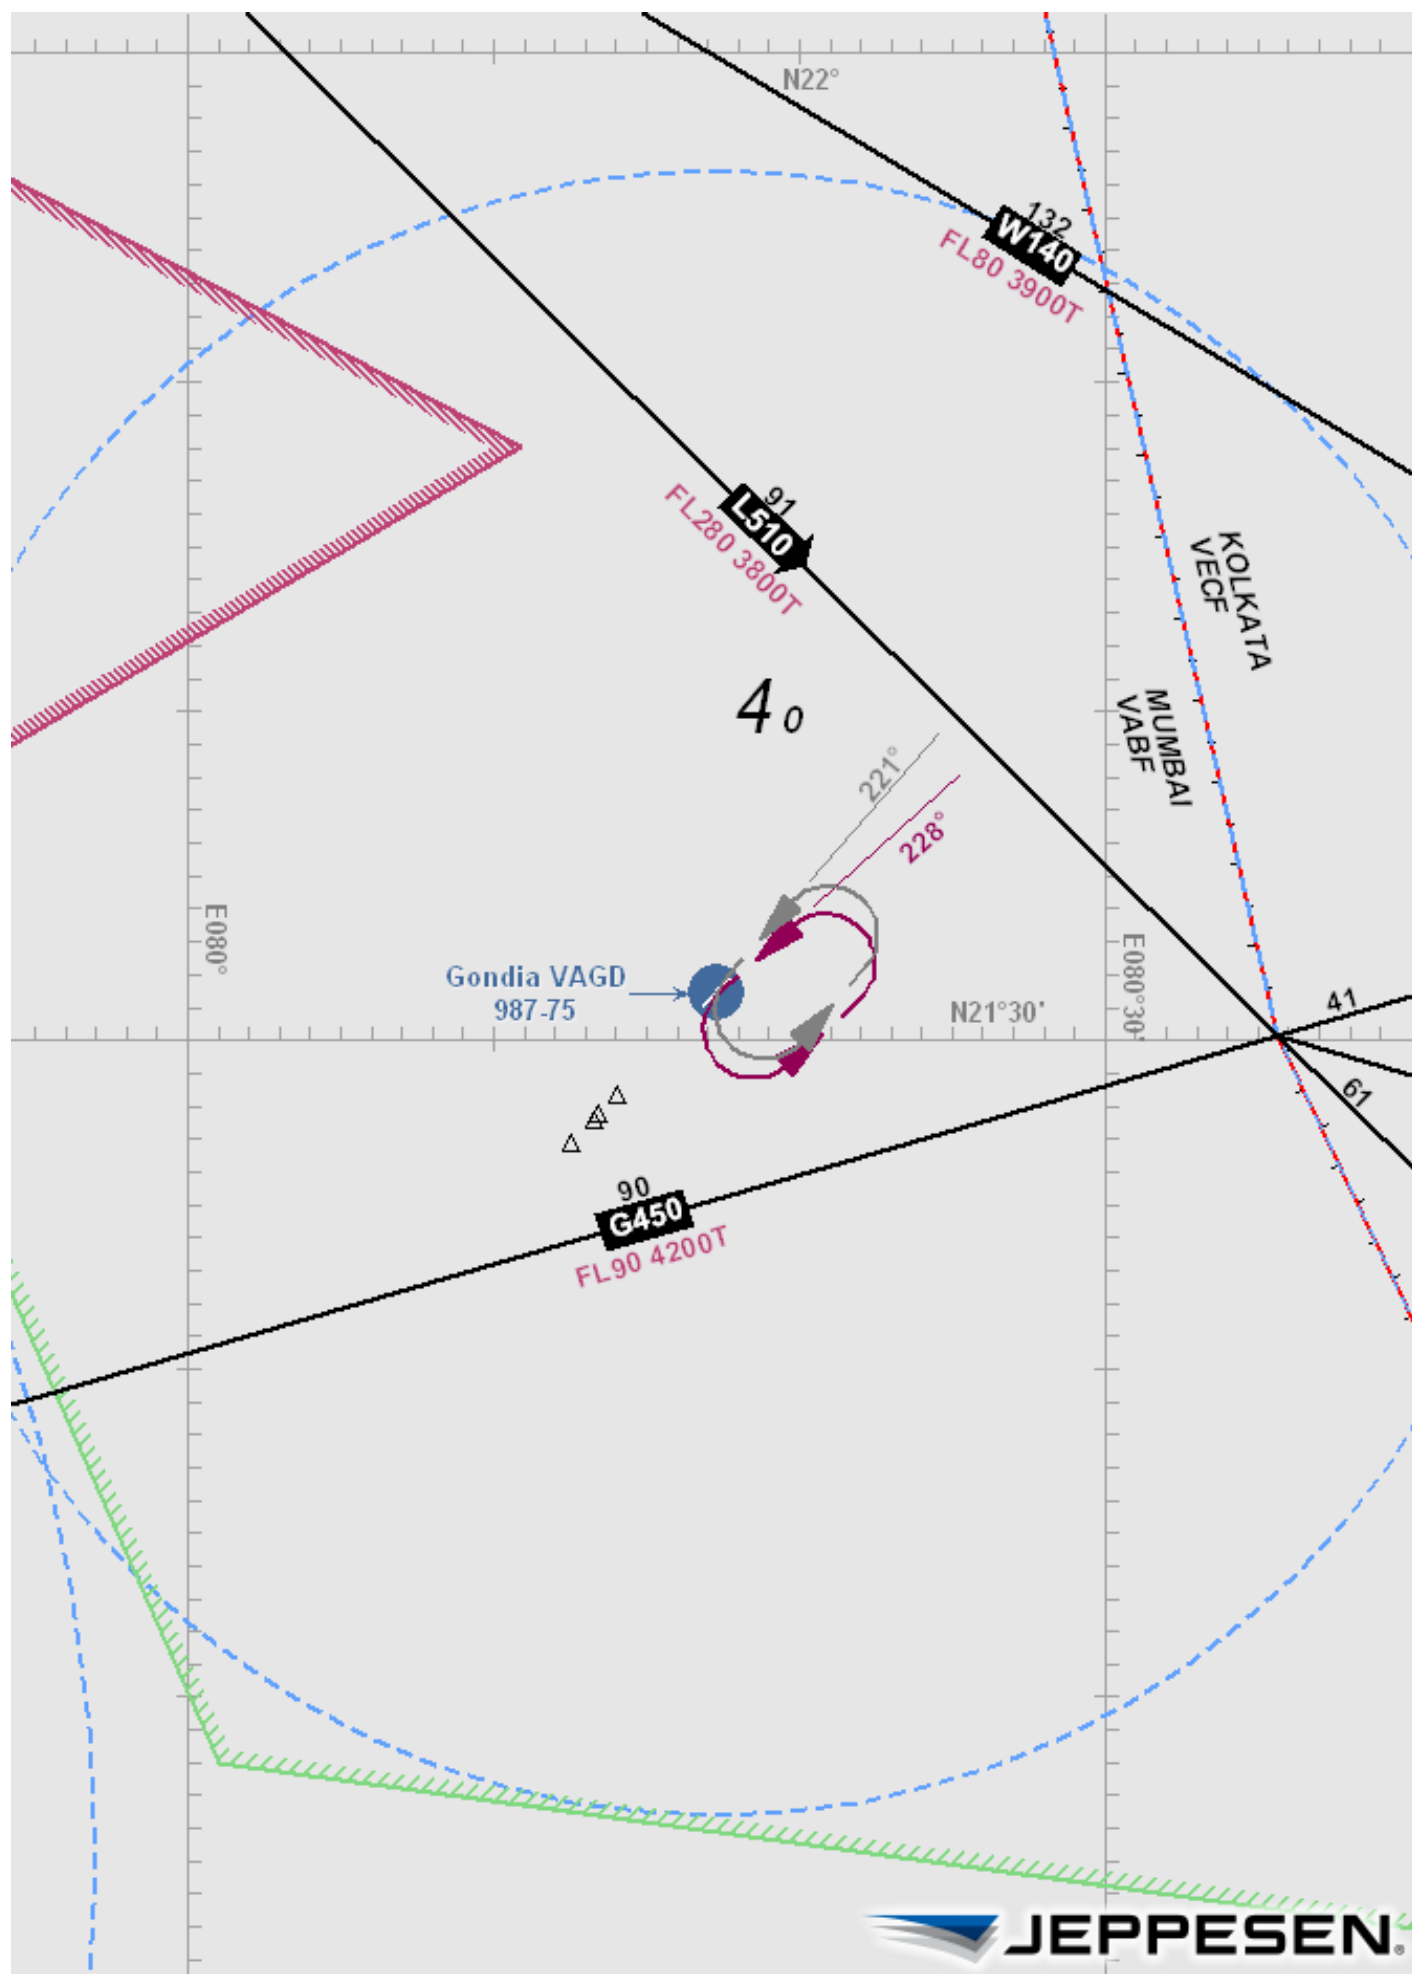 N22°
132
W140
FL80 3900T
91
L510
FL280 3800T
KOLKATA
VECF
MUMBAI
VABF
4 0
221°
228°
E080°
E080°30'
Gondia VAGD
987-75
N21°30'
41
61
90
G450
FL90 4200T
JEPPESEN®